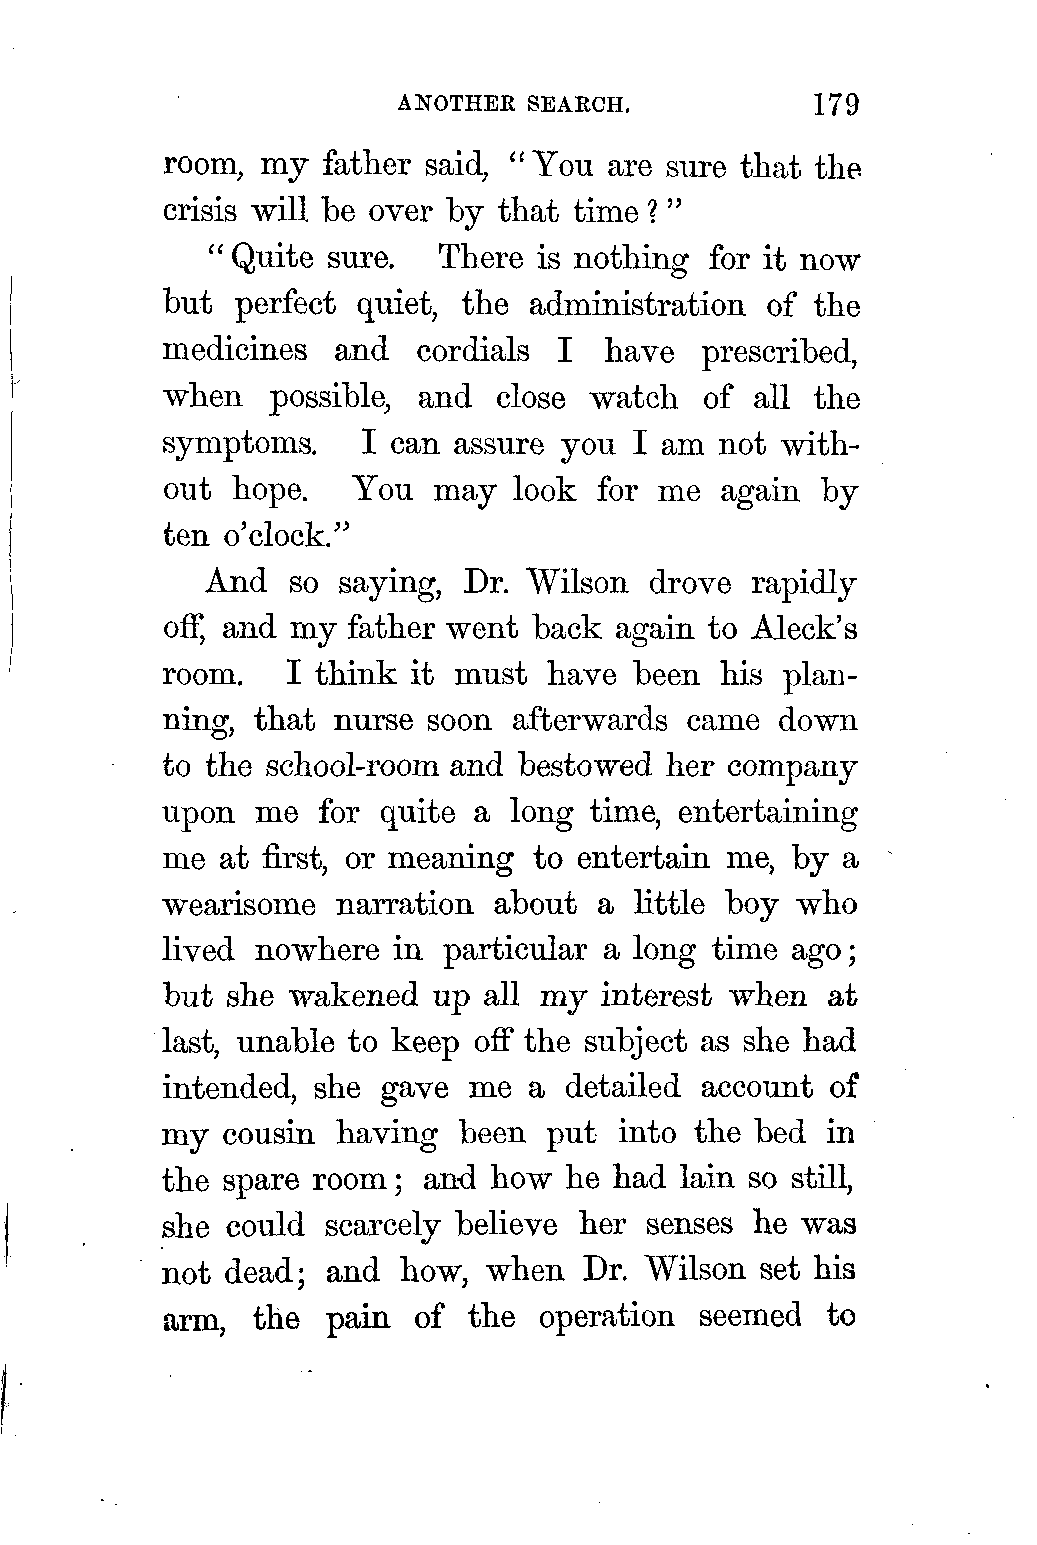 ANOTHER SEARCH. 179
room, my father said, "You are sure that the
crisis will be over by that time?"
"Quite sure. There is nothing for it now
but perfect quiet, the administration of the
medicines and cordials I have prescribed,
when possible, and close watch of all the
symptoms. I can assure you I am not with-
out hope. You may look for me again by
ten o'clock."
And so saying, Dr. Wilson drove rapidly
off, and my father went back again to Aleck's
room. I think it must have been his plan-
ning, that nurse soon afterwards came down
to the school-room and bestowed her company
upon me for quite a long time, entertaining
me at first, or meaning to entertain me, by a
wearisome narration about a little boy who
lived nowhere in particular a long time ago;
but she wakened up all my interest when at
last, unable to keep off the subject as she had
intended, she gave me a detailed account of
my cousin having been put into the bed in
the spare room; and how he had lain so still,
she could scarcely believe her senses he was
not dead; and how, when Dr. Wilson set his
arm, the pain of the operation seemed to